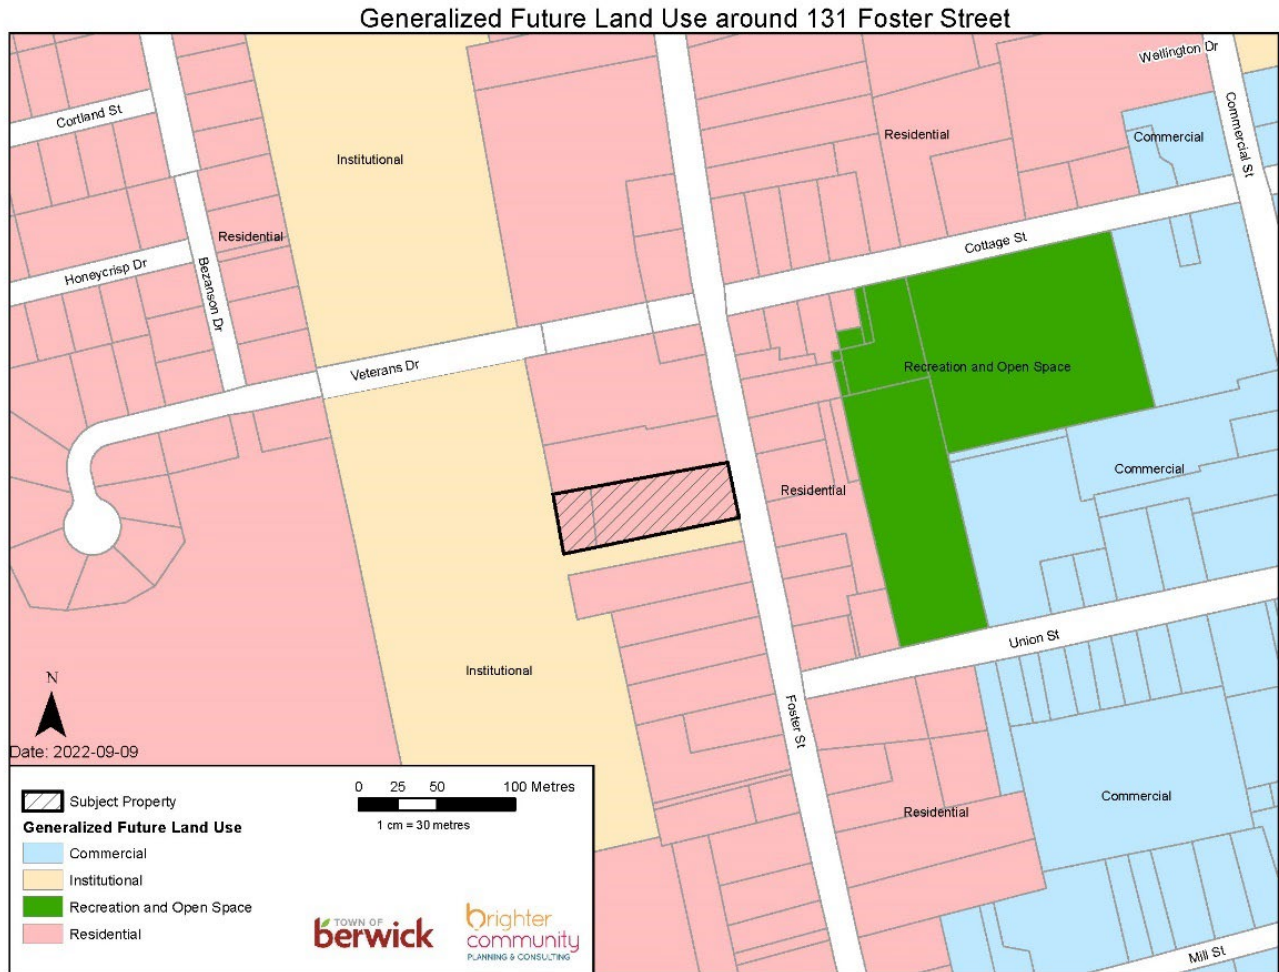 Generalized Future Land Use around 131 Foster Street
Wellington Dr
Cortland St
Commercial St
Institutional
Residential
Commercial
Residential
Cottage St
Honeycrisp Dr
Bezanson Dr
Veterans Dr
Recreation and Open Space
Commercial
Residential
Union St
Institutional
N
Foster St
Date: 2022-09-09
0 25 50 100 Metres
1 cm = 30 metres
Subject Property
Generalized Future Land Use
Commercial
Institutional
Recreation and Open Space
Residential
TOWN OF
berwick
brighter
community
PLANNING & CONSULTING
Commercial
Residential
Mill St